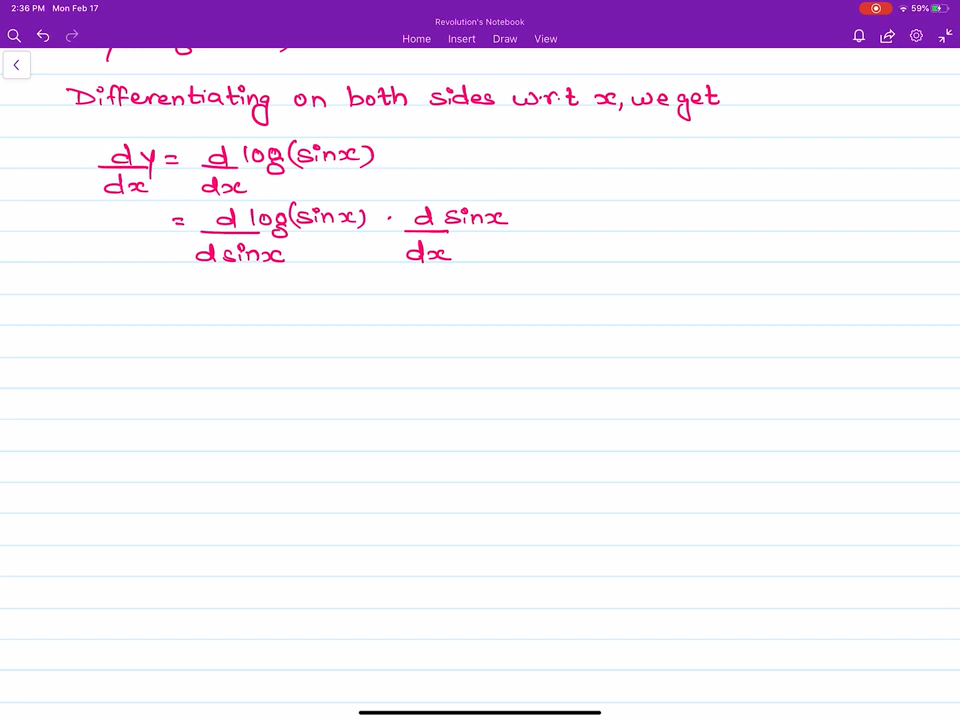 2:36 PM Mon Feb 17
59%
Revolution's Notebook
Home Insert Draw View
Differentiating on both sides w.r.t x, we get
dy/dx = d/dx log(sinx)
= d log(sinx)/d sinx · d sinx/dx